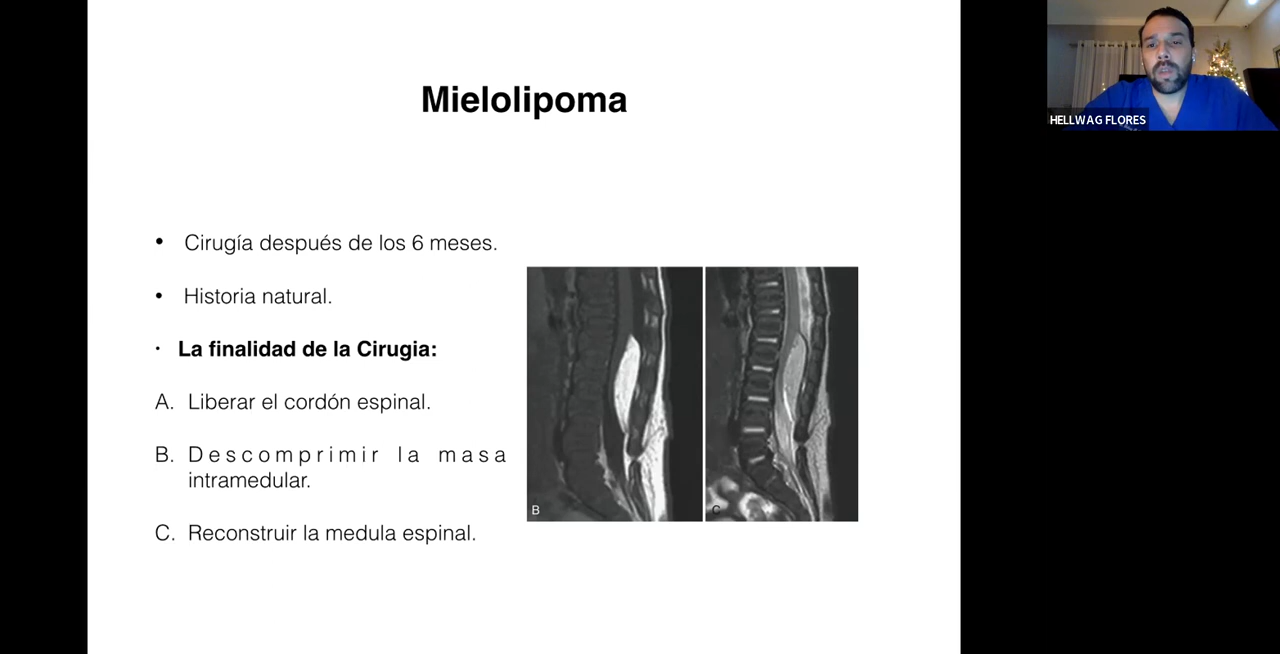 Mielolipoma
HELLWAG FLORES
• Cirugía después de los 6 meses.
• Historia natural.
· La finalidad de la Cirugia:
A. Liberar el cordón espinal.
B. Descomprimir la masa
intramedular.
C. Reconstruir la medula espinal.
B
C